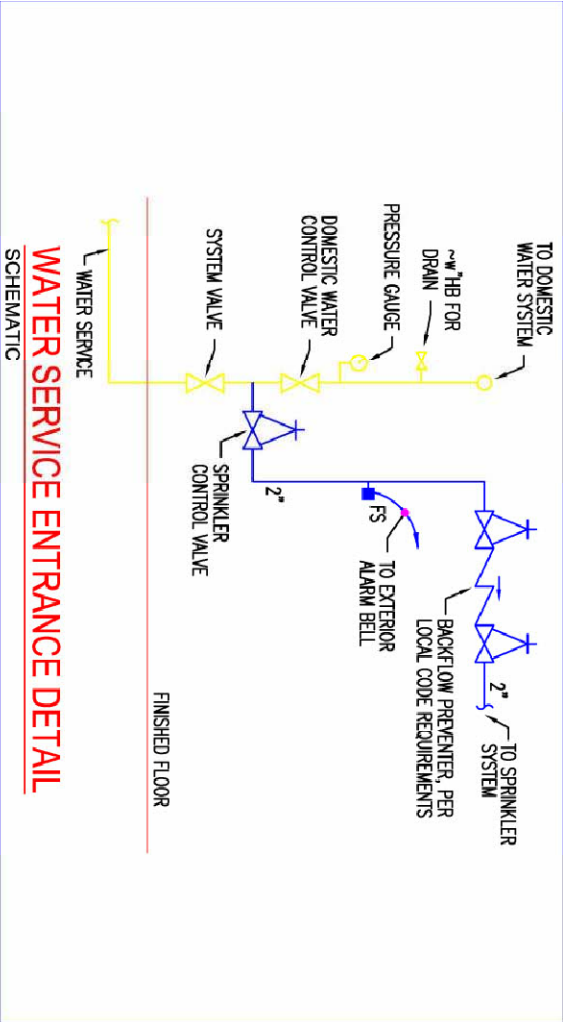 TO DOMESTIC
WATER SYSTEM
2"
TO SPRINKLER
SYSTEM
~w"HB FOR
DRAIN
BACKFLOW PREVENTER, PER
LOCAL CODE REQUIREMENTS
PRESSURE GAUGE
FS
TO EXTERIOR
ALARM BELL
DOMESTIC WATER
CONTROL VALVE
2"
SYSTEM VALVE
SPRINKLER
CONTROL VALVE
FINISHED FLOOR
WATER SERVICE
WATER SERVICE ENTRANCE DETAIL
SCHEMATIC